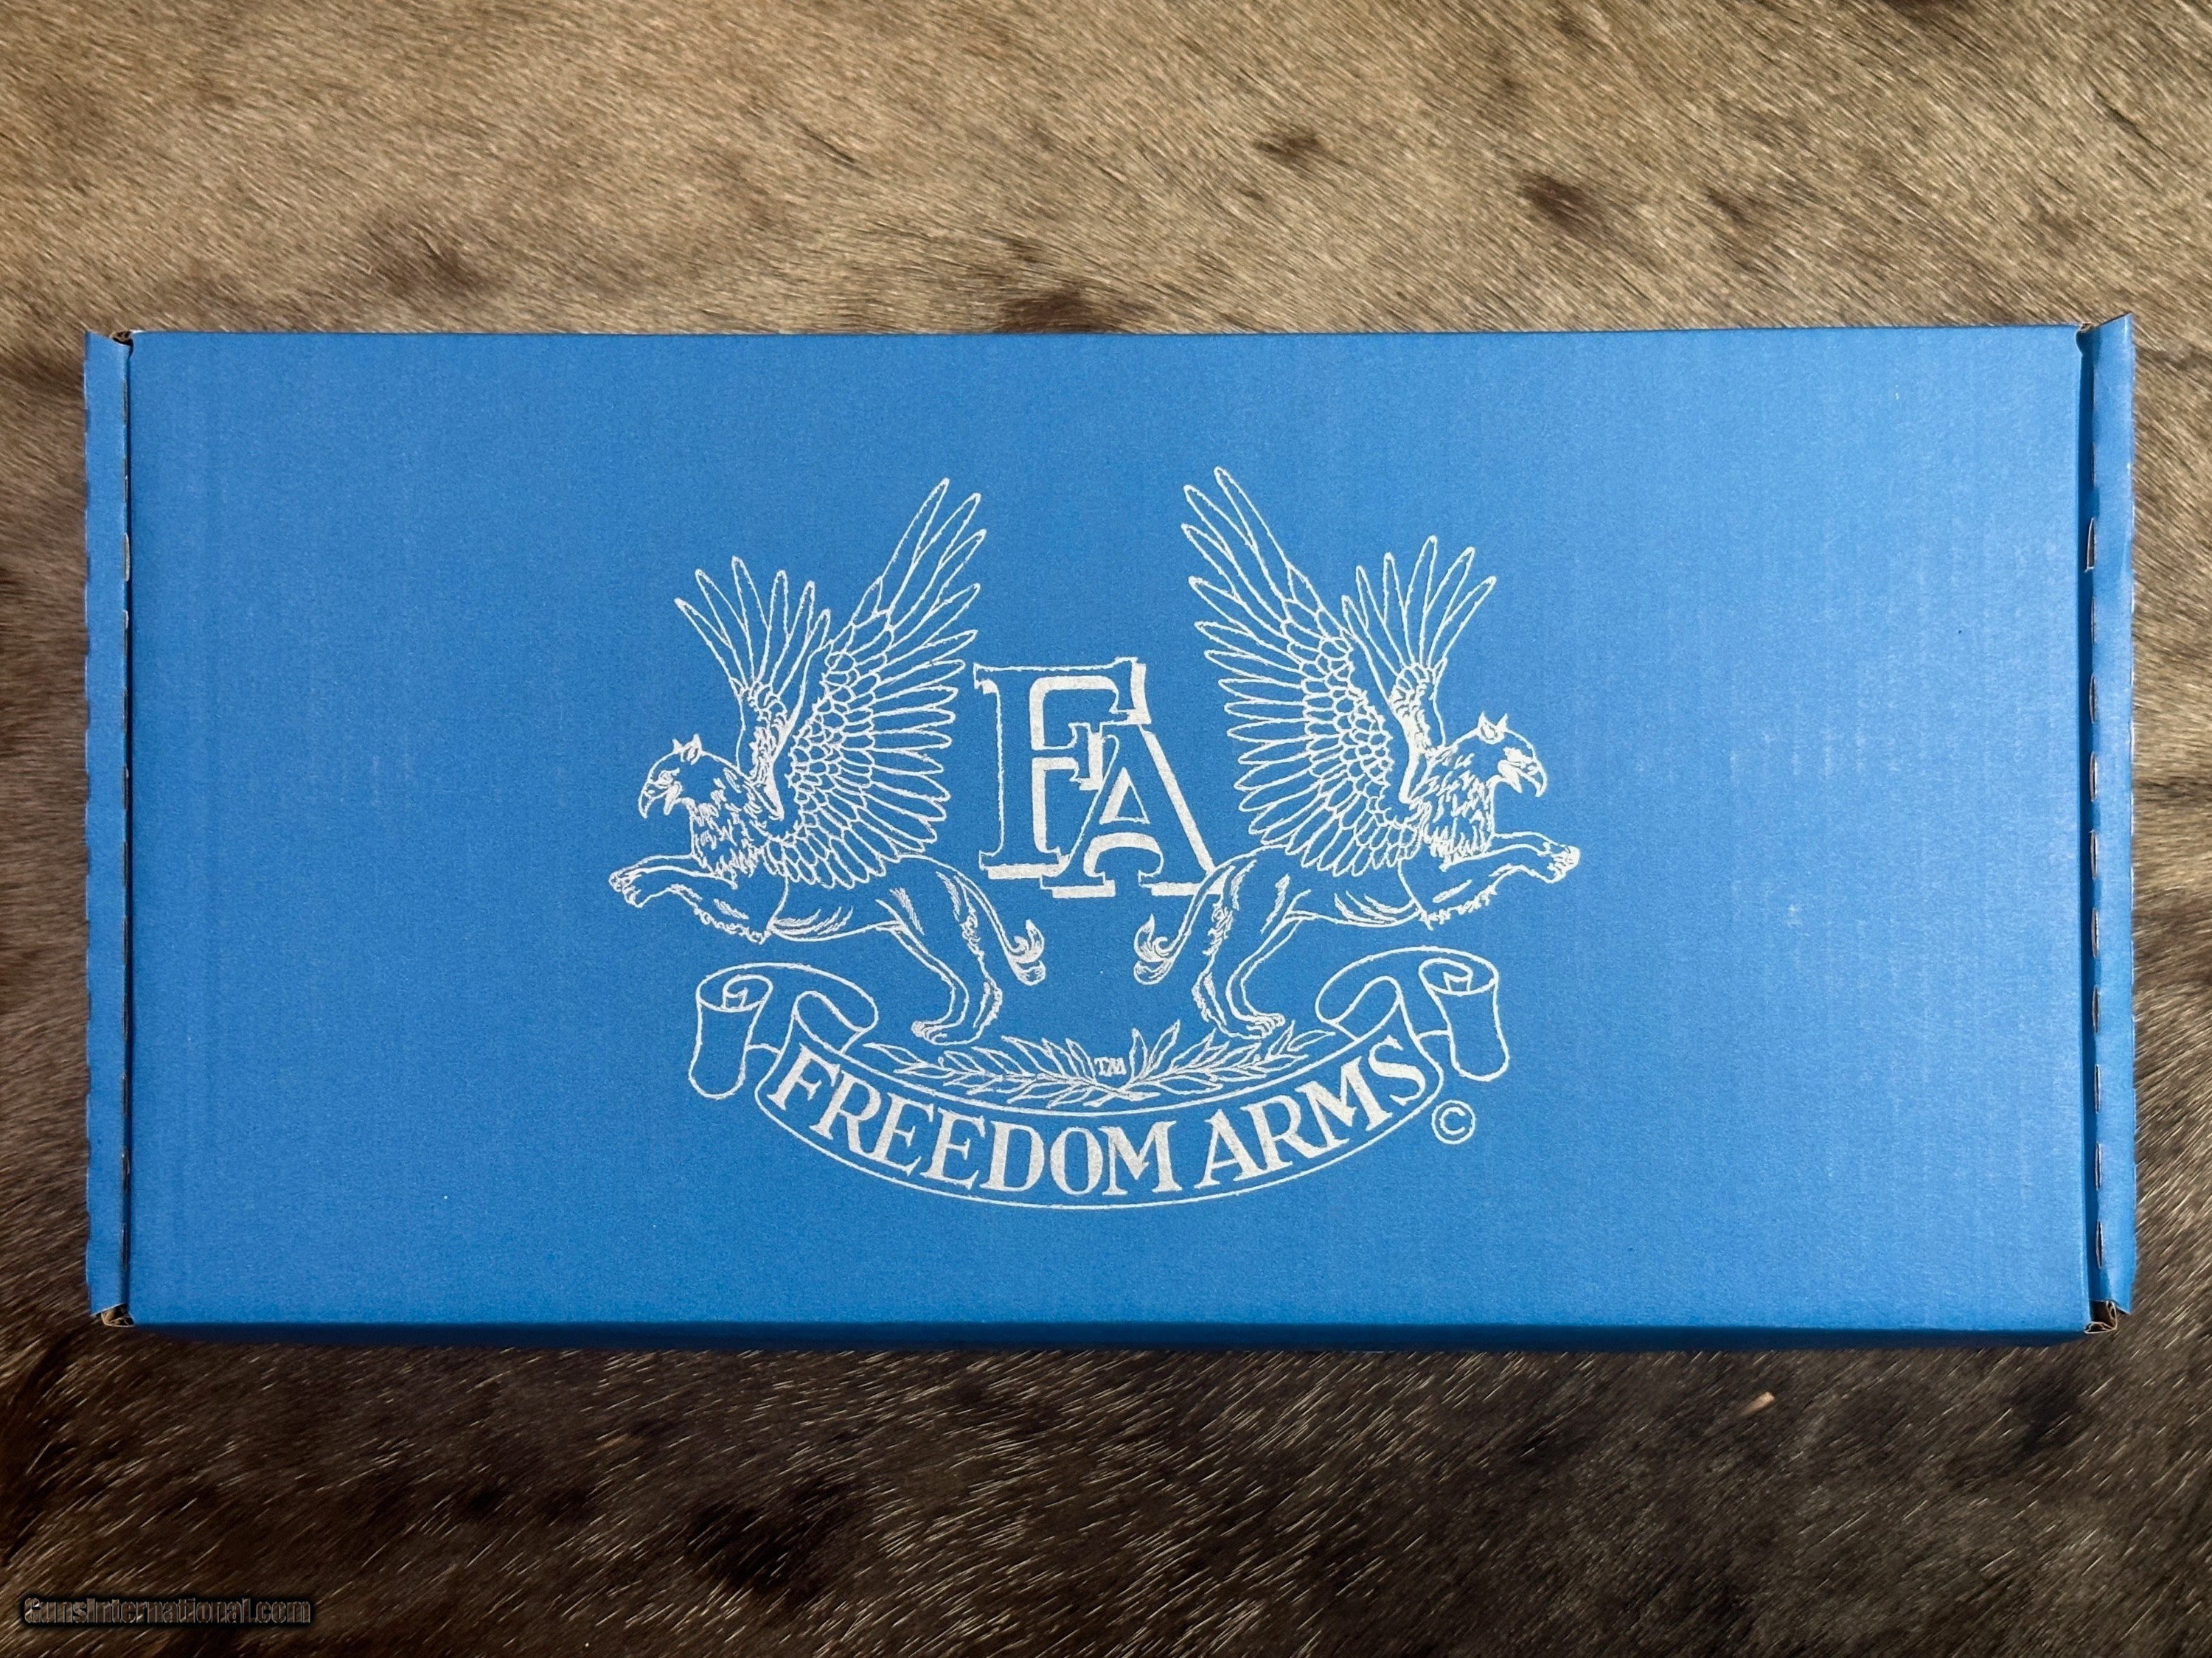 FA
™
FREEDOM ARMS ©
GunsInternational.com